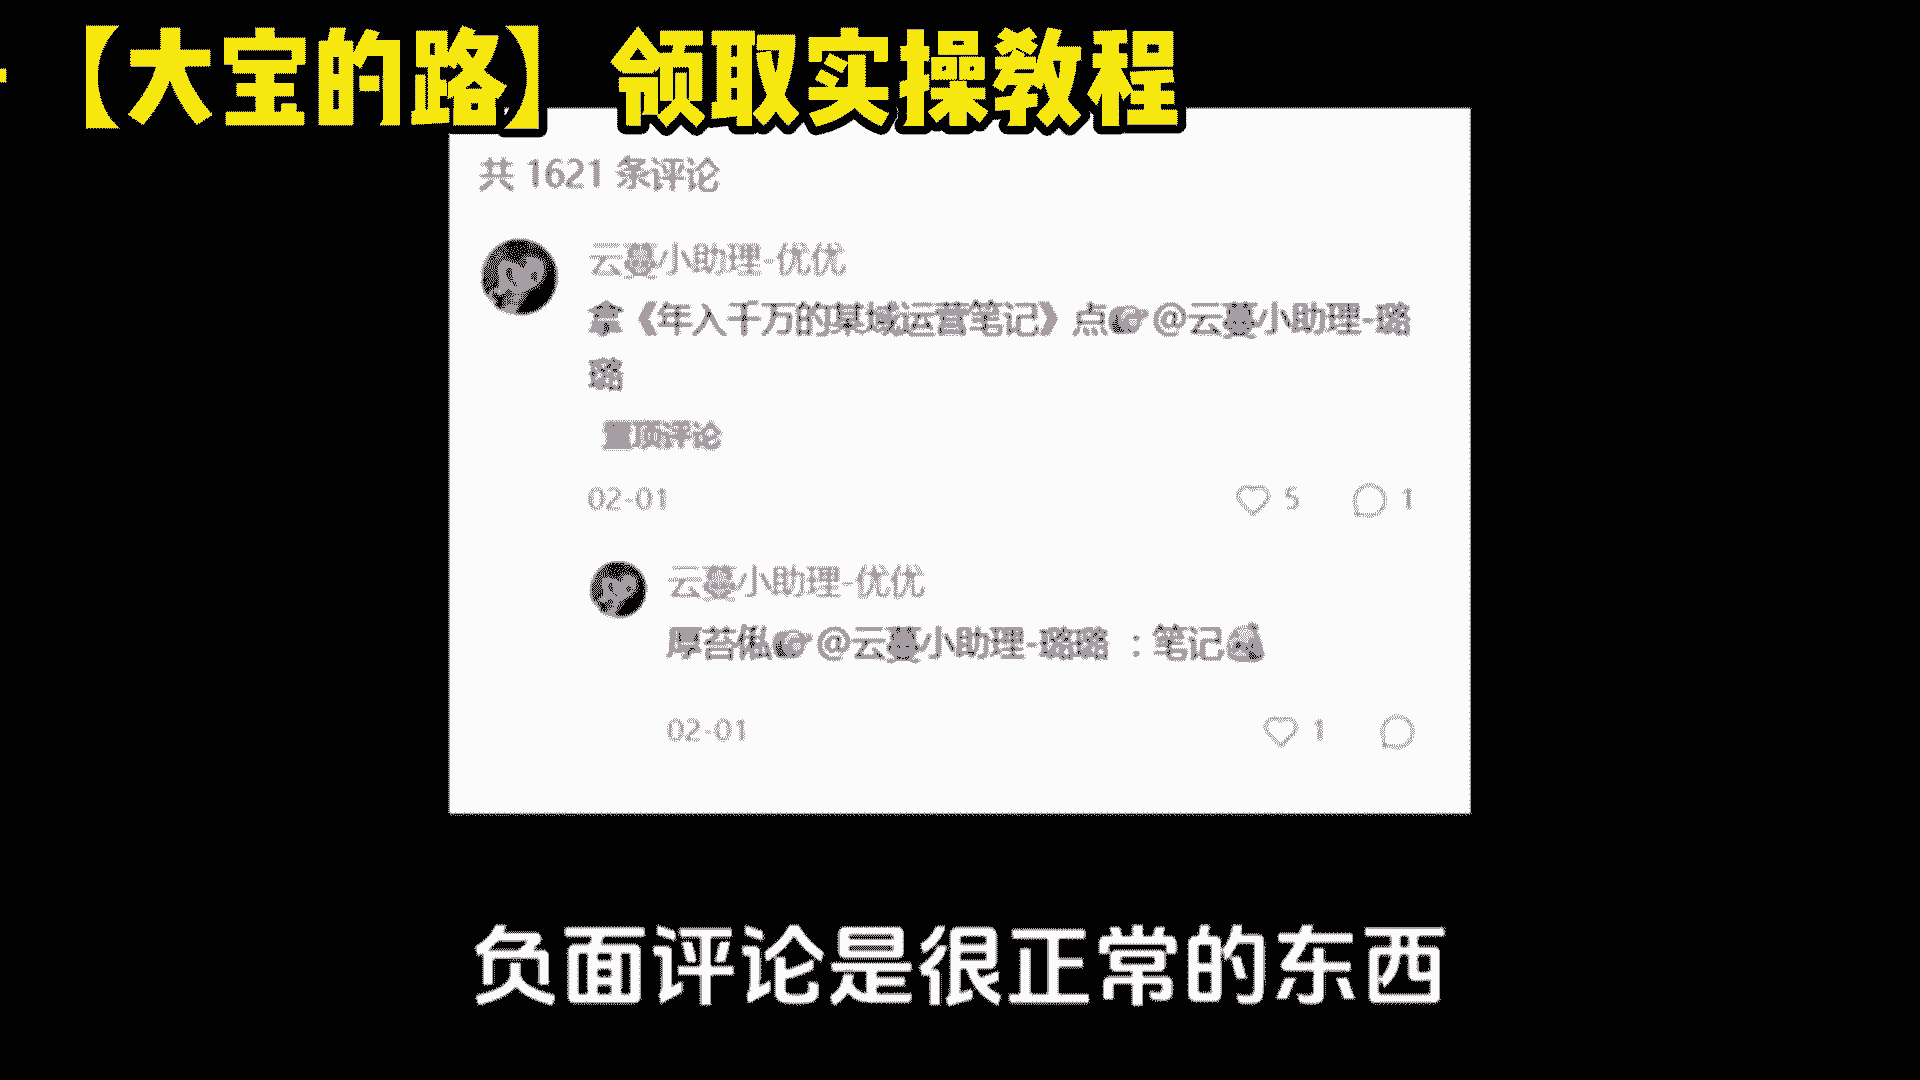 【大宝的路】领取实操教程
共 1621 条评论
云蔓小助理-优优
拿《年入千万的某域运营笔记》点👉@云蔓小助理-璐
璐
置顶评论
02-01
5
1
云蔓小助理-优优
厚苔俬👉@云蔓小助理-璐璐 ：笔记
02-01
1
负面评论是很正常的东西